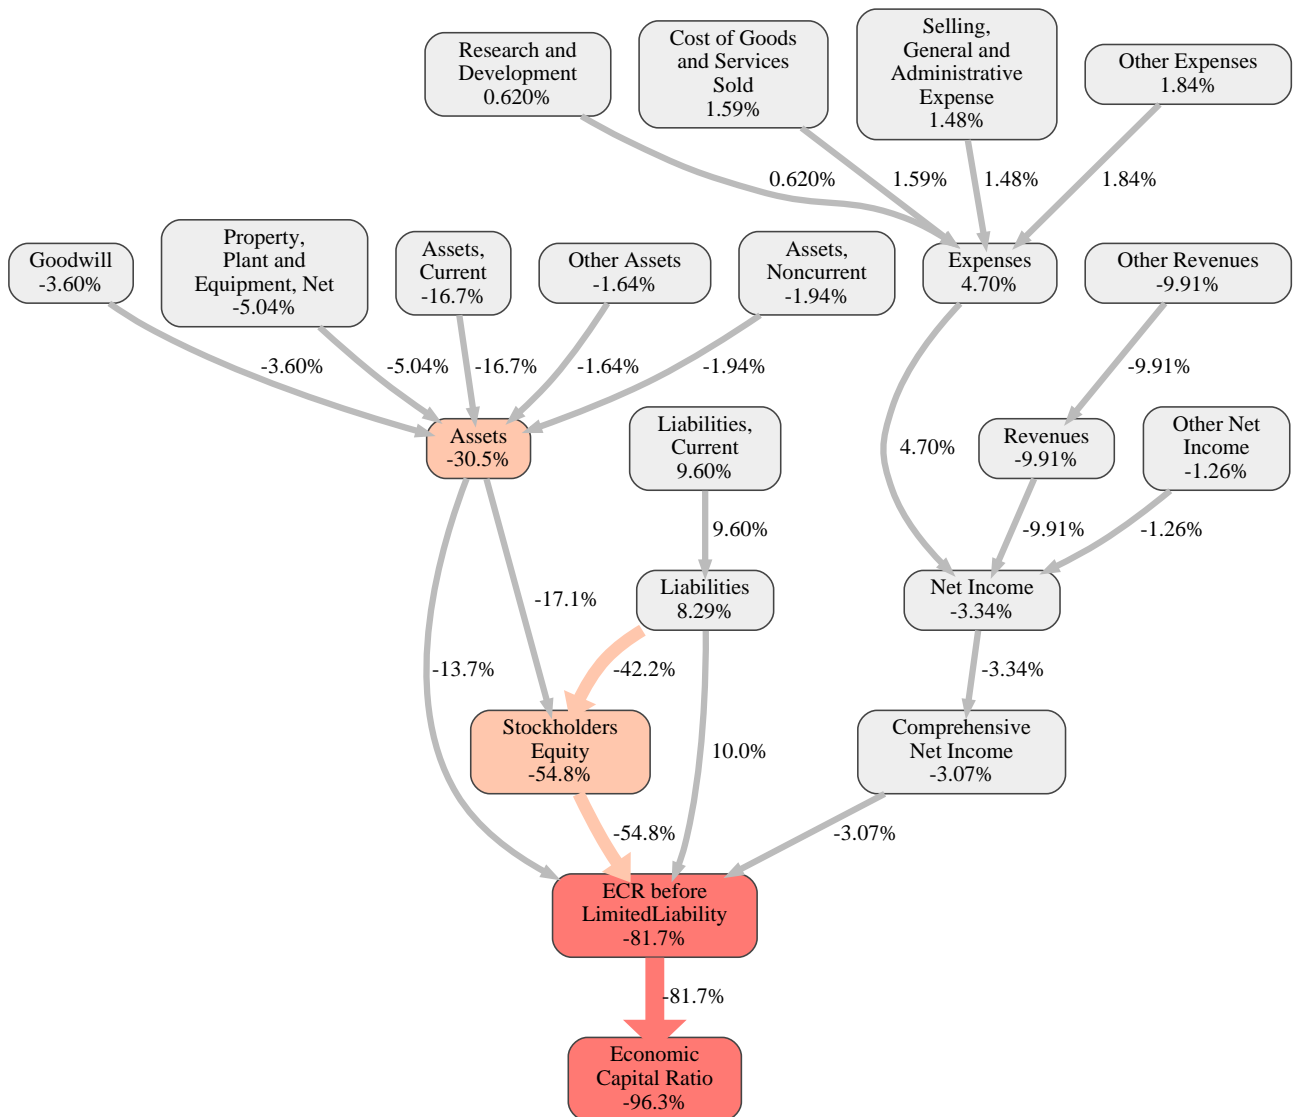 Research and
Development
0.620%
Cost of Goods
and Services
Sold
1.59%
Selling,
General and
Administrative
Expense
1.48%
Other Expenses
1.84%
0.620%
1.59%
1.48%
1.84%
Goodwill
-3.60%
Property,
Plant and
Equipment, Net
-5.04%
Assets,
Current
-16.7%
Other Assets
-1.64%
Assets,
Noncurrent
-1.94%
Expenses
4.70%
Other Revenues
-9.91%
-3.60%
-5.04%
-16.7%
-1.64%
-1.94%
-9.91%
Assets
-30.5%
Liabilities,
Current
9.60%
4.70%
Revenues
-9.91%
Other Net
Income
-1.26%
9.60%
-9.91%
-1.26%
-17.1%
Liabilities
8.29%
Net Income
-3.34%
-13.7%
-42.2%
-3.34%
Stockholders
Equity
-54.8%
10.0%
Comprehensive
Net Income
-3.07%
-54.8%
-3.07%
ECR before
LimitedLiability
-81.7%
-81.7%
Economic
Capital Ratio
-96.3%